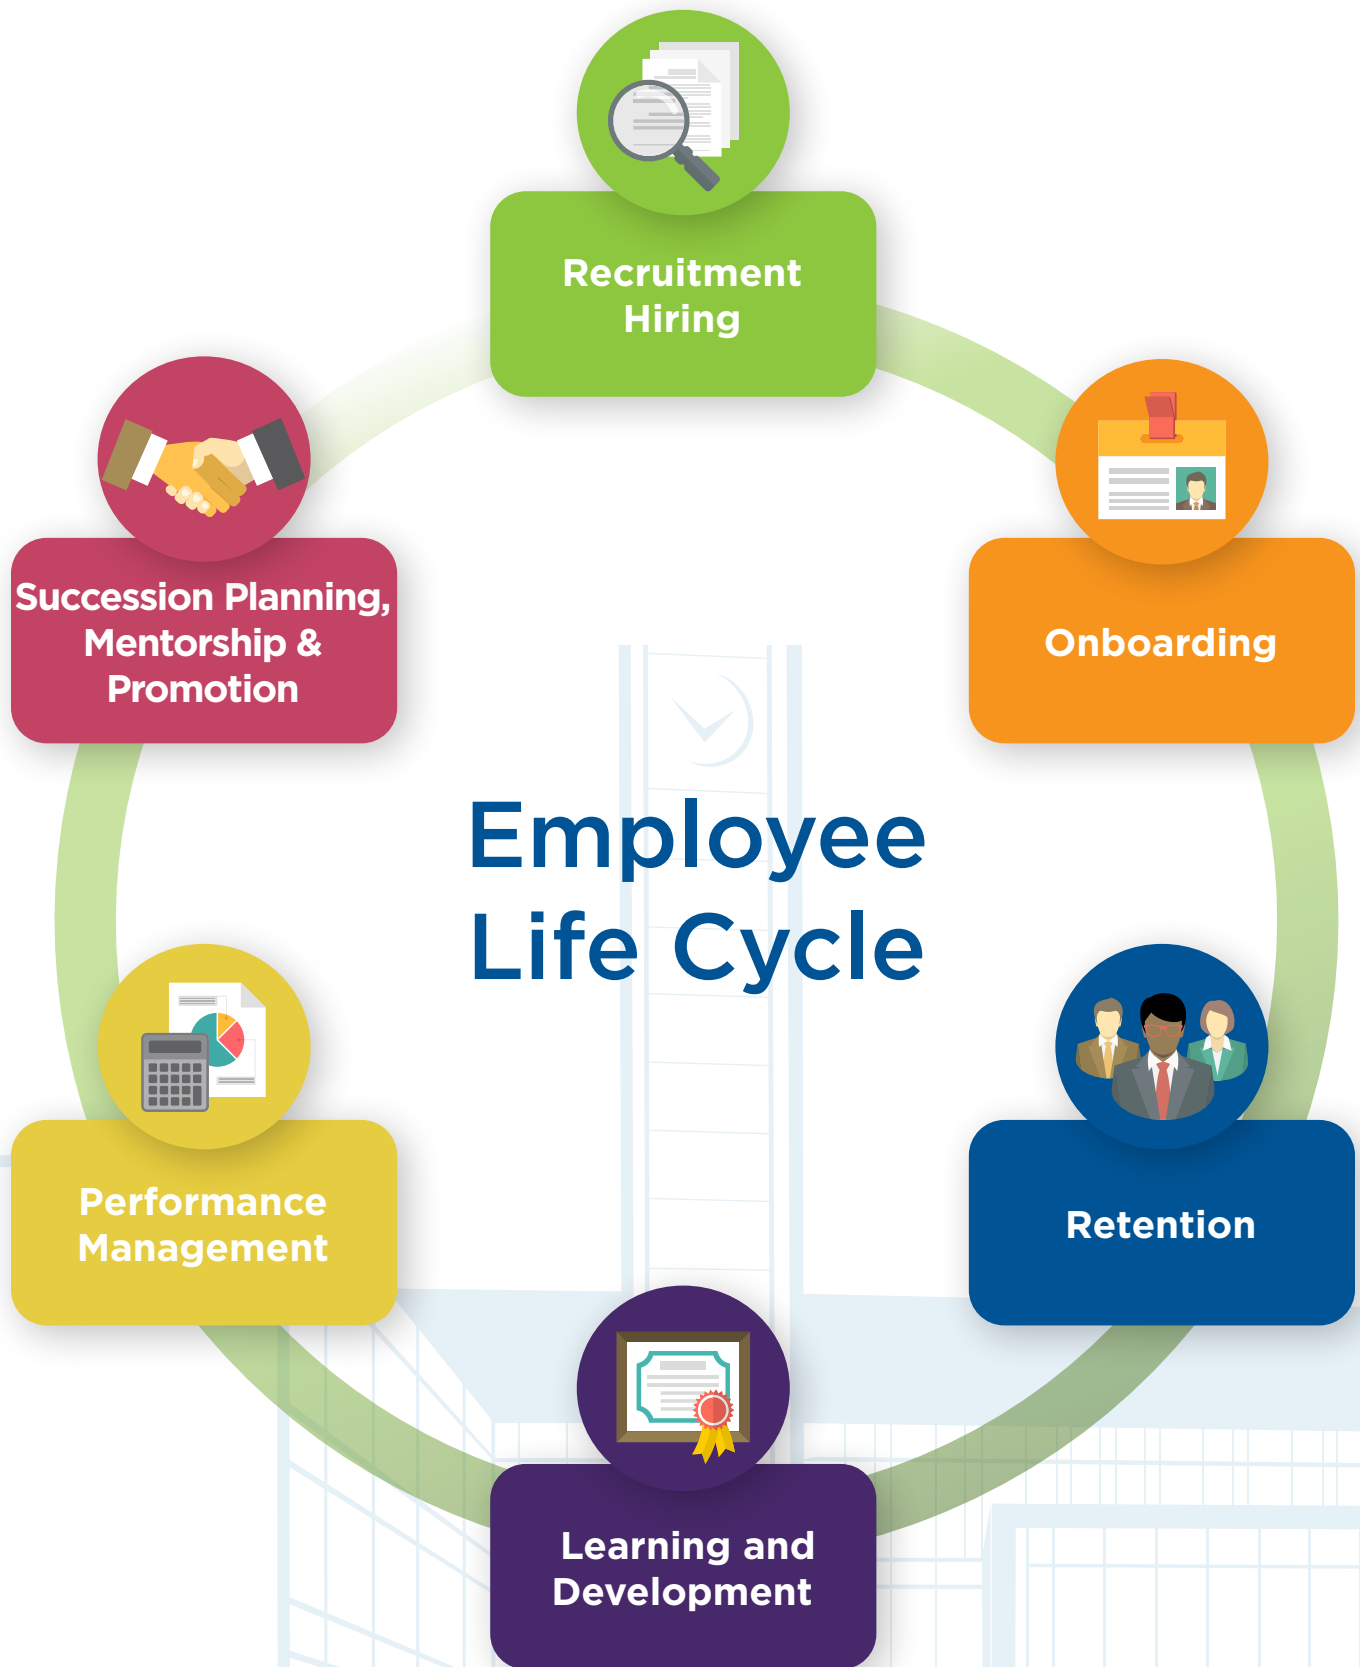 Recruitment
Hiring
Onboarding
Retention
Learning and
Development
Performance
Management
Succession Planning,
Mentorship &
Promotion
Employee
Life Cycle